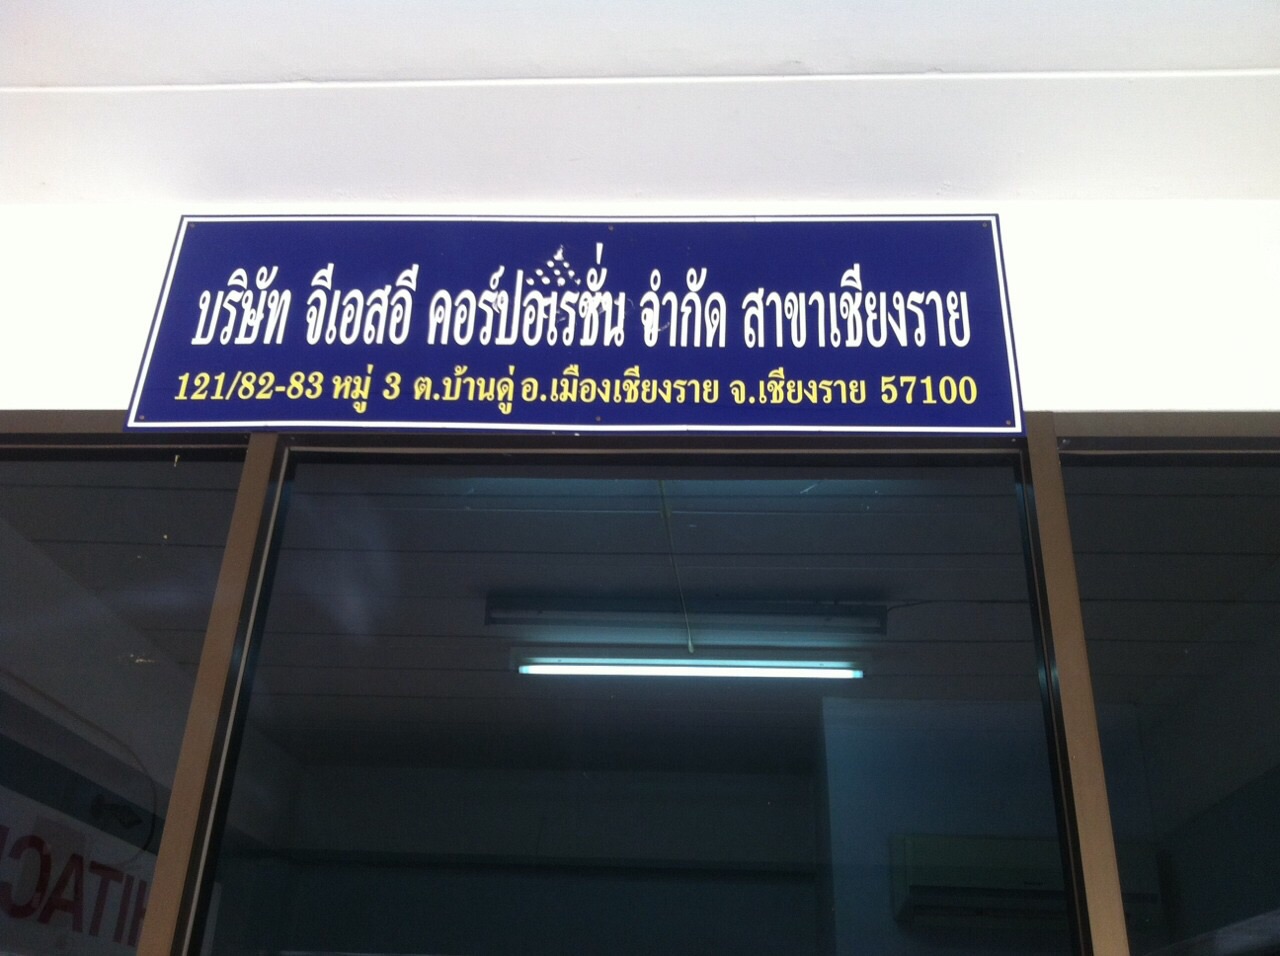 บริษัท จีเอสอี คอร์ปอเรชั่น จำกัด สาขาเชียงราย
121/82-83 หมู่ 3 ต.บ้านดู่ อ.เมืองเชียงราย จ.เชียงราย 57100